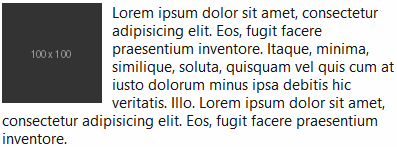 100 x 100
Lorem ipsum dolor sit amet, consectetur
adipisicing elit. Eos, fugit facere
praesentium inventore. Itaque, minima,
similique, soluta, quisquam vel quis cum at
iusto dolorum minus ipsa debitis hic
veritatis. Illo. Lorem ipsum dolor sit amet,
consectetur adipisicing elit. Eos, fugit facere praesentium
inventore.